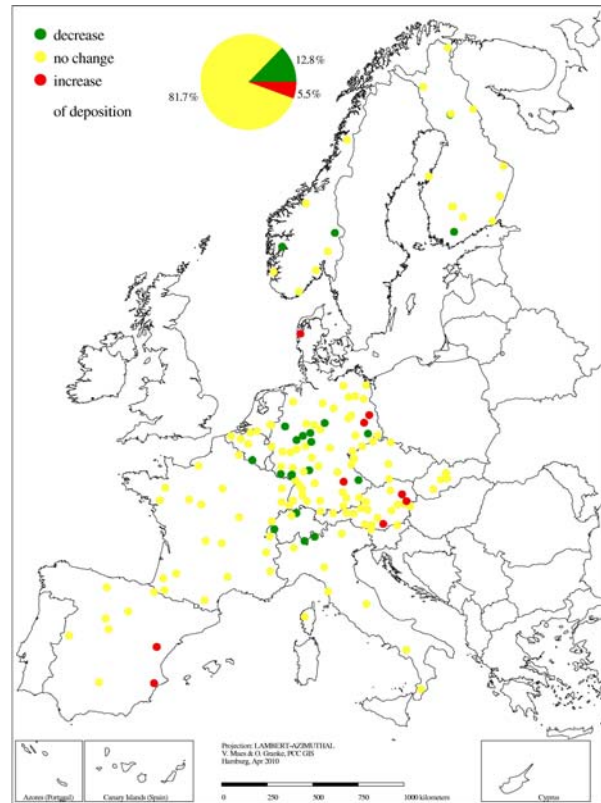 decrease
no change
increase
of deposition
12.8%
5.5%
81.7%
Projection: LAMBERT-AZIMUTHAL
V. Mues & O. Granke, PCC GIS
Hamburg, Apr 2010
0 250 500 750 1000 kilometers
Azores (Portugal)
Canary Islands (Spain)
Cyprus